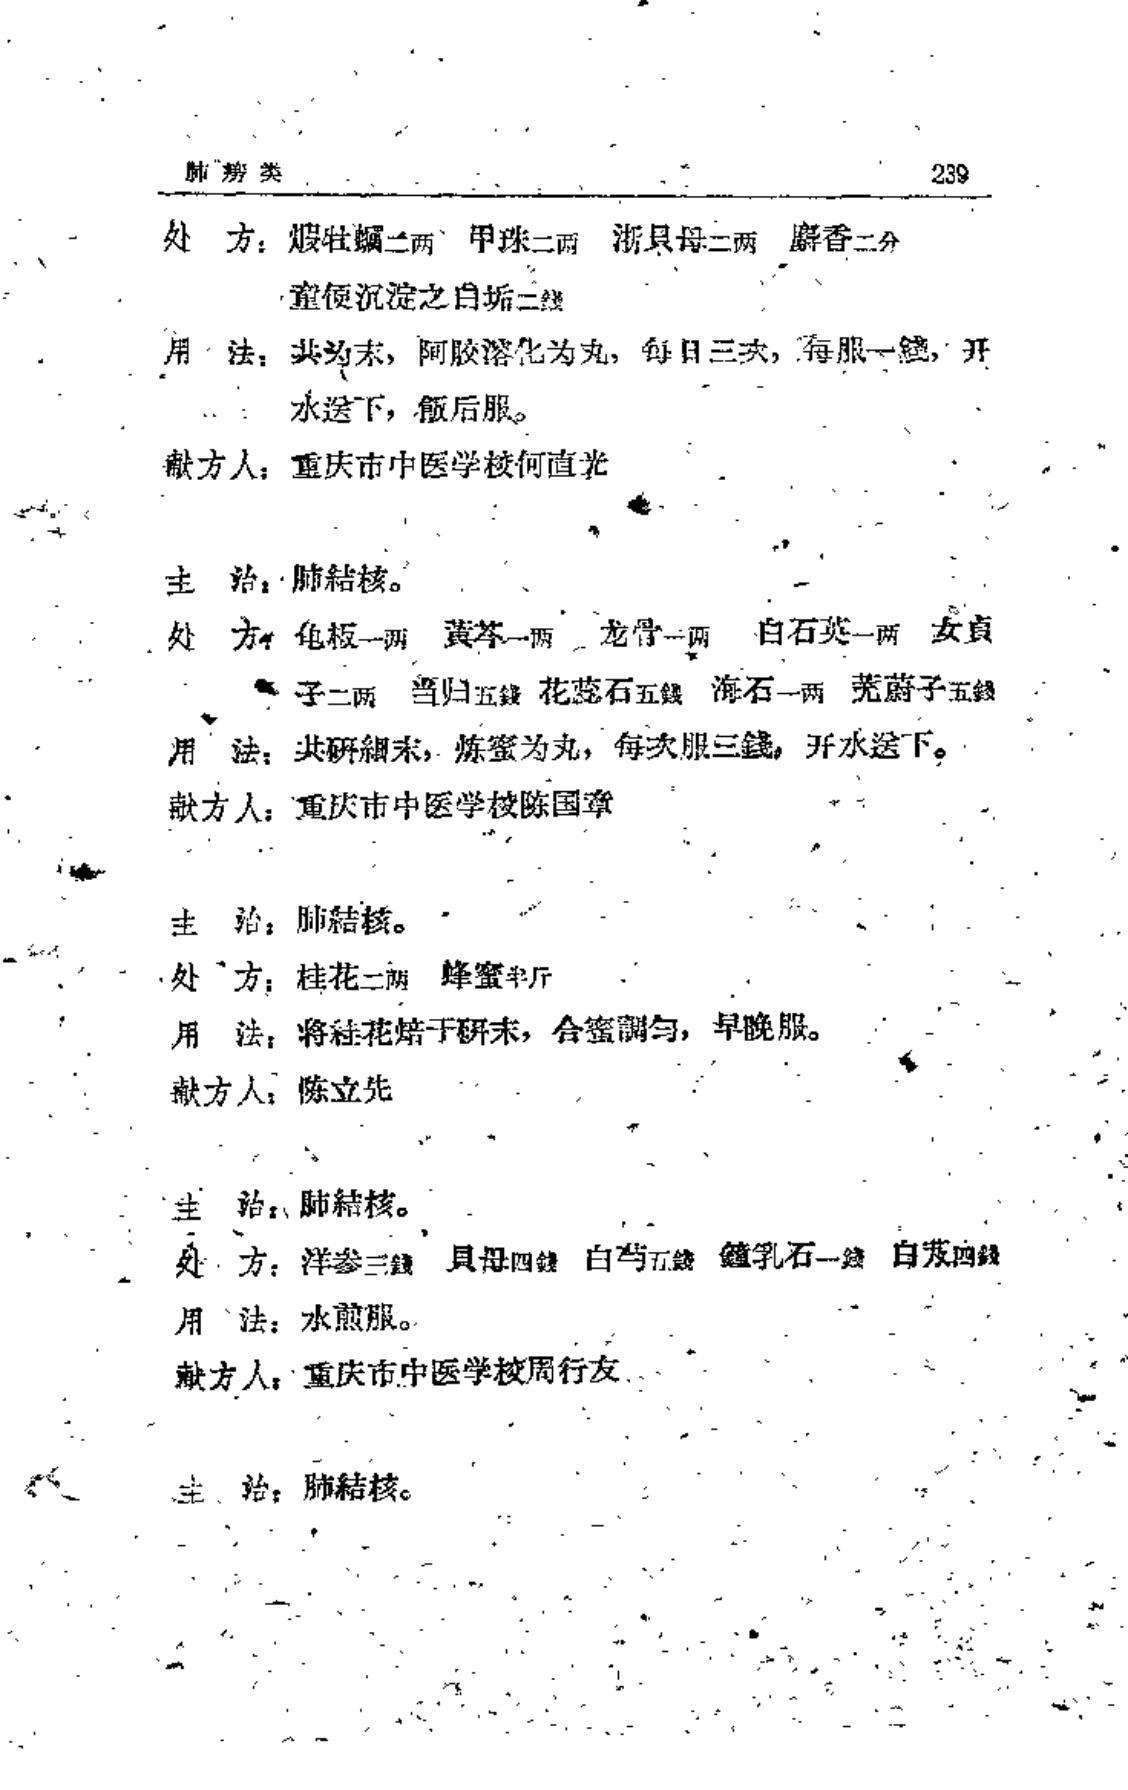 肺痨类 239
处方：煅牡蠣二两 甲珠二两 浙貝母二两 麝香二分
童便沉淀之白垢二錢
用法：共为末，阿胶溶化为丸，每日三次，每服一錢，开
水送下，飯后服。
献方人：重庆市中医学校何直光
主治：肺結核。
处方：龟板一两 黃芩一两 龙骨一两 白石英一两 女貞
子二两 当归五錢 花蕊石五錢 海石一两 茺蔚子五錢
用法：共研細末，炼蜜为丸，每次服三錢，开水送下。
献方人：重庆市中医学校陈国章
主治：肺結核。
处方：桂花二两 蜂蜜半斤
用法：将桂花焙干研末，合蜜調匀，早晚服。
献方人：陈立先
主治：肺結核。
处方：洋参三錢 貝母四錢 白芍五錢 鐘乳石一錢 白芨四錢
用法：水煎服。
献方人：重庆市中医学校周行友
主治：肺結核。